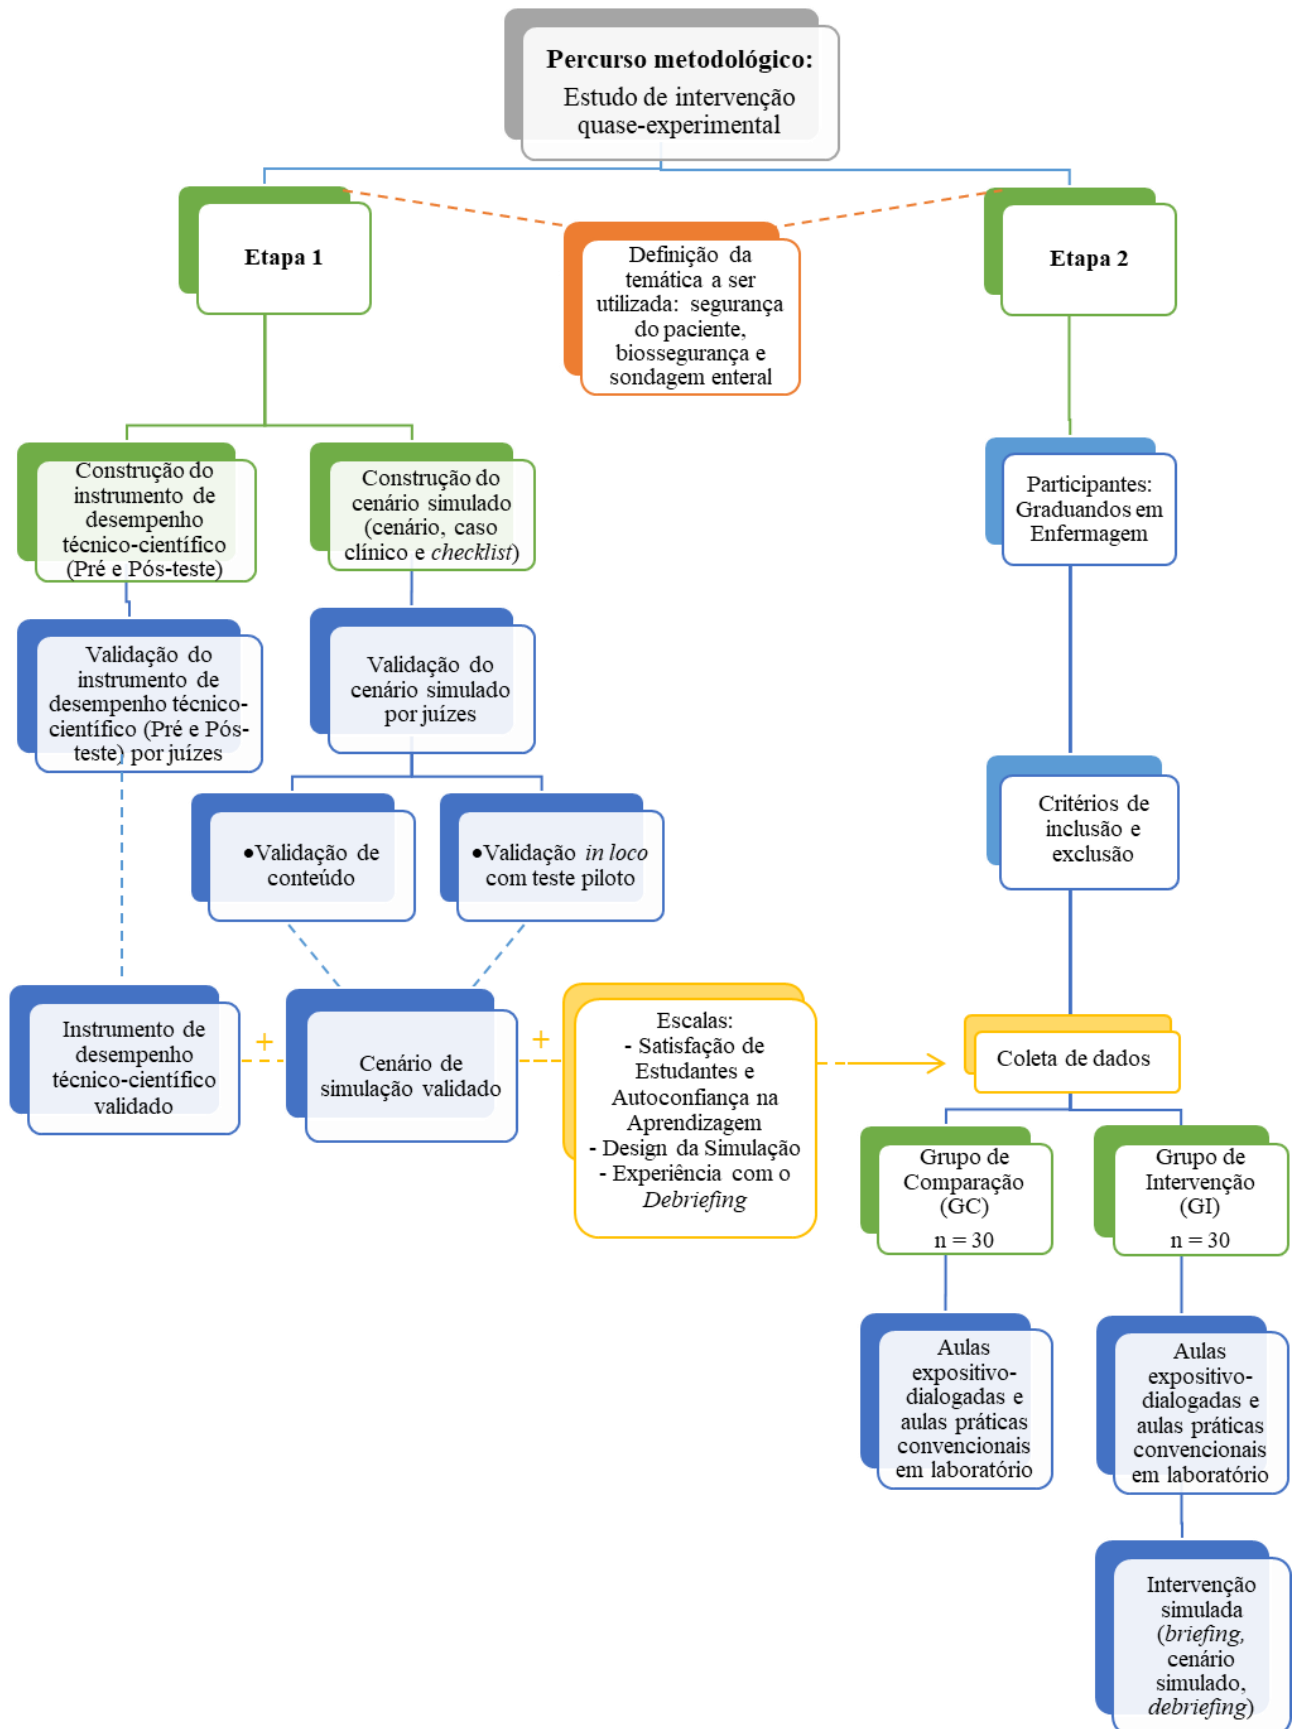 Percurso metodológico:
Estudo de intervenção
quase-experimental
Etapa 1
Definição da
temática a ser
utilizada: segurança
do paciente,
biossegurança e
sondagem enteral
Etapa 2
Construção do
instrumento de
desempenho
técnico-científico
(Pré e Pós-teste)
Construção do
cenário simulado
(cenário, caso
clínico e checklist)
Participantes:
Graduandos em
Enfermagem
Validação do
instrumento de
desempenho técnico-
científico (Pré e Pós-
teste) por juízes
Validação do
cenário simulado
por juízes
•Validação de
conteúdo
•Validação in loco
com teste piloto
Critérios de
inclusão e
exclusão
Instrumento de
desempenho
técnico-científico
validado
+
Cenário de
simulação validado
+
Escalas:
- Satisfação de
Estudantes e
Autoconfiança na
Aprendizagem
- Design da Simulação
- Experiência com o
Debriefing
Coleta de dados
Grupo de
Comparação
(GC)
n = 30
Grupo de
Intervenção
(GI)
n = 30
Aulas
expositivo-
dialogadas e
aulas práticas
convencionais
em laboratório
Aulas
expositivo-
dialogadas e
aulas práticas
convencionais
em laboratório
Intervenção
simulada
(briefing,
cenário
simulado,
debriefing)